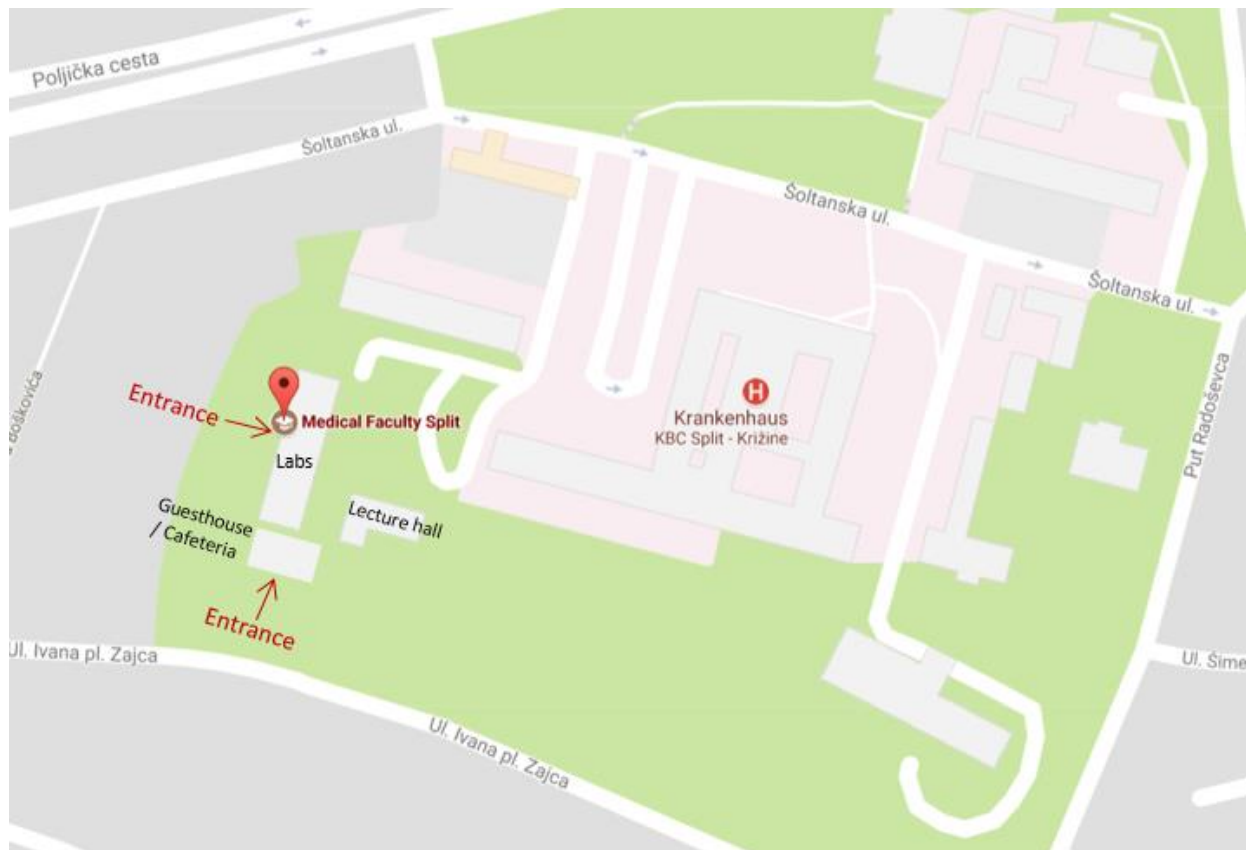 Poljička cesta
Šoltanska ul.
Šoltanska ul.
Šoltanska ul.
Boškovića
Entrance
Medical Faculty Split
Labs
Krankenhaus
KBC Split - Križine
Put Radoševca
Guesthouse
/ Cafeteria
Lecture hall
Entrance
Ul. Ivana pl. Zajca
Ul. Šime
Ul. Ivana pl. Zajca
H